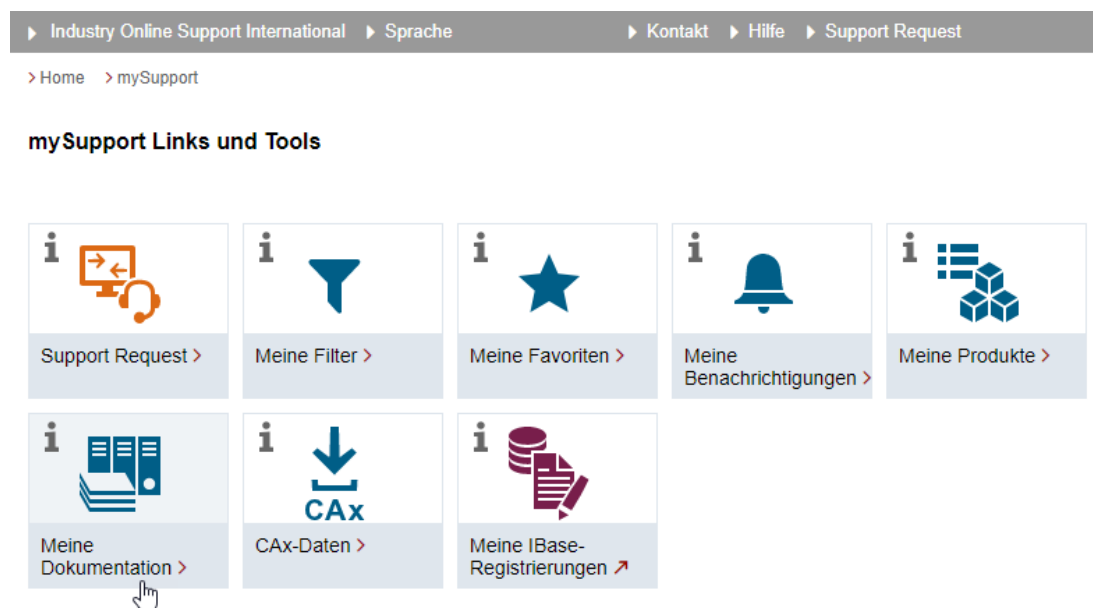 Industry Online Support International Sprache Kontakt Hilfe Support Request
Home mySupport
mySupport Links und Tools
Support Request
Meine Filter
Meine Favoriten
Meine
Benachrichtigungen
Meine Produkte
Meine
Dokumentation
CAx
CAx-Daten
Meine IBase-
Registrierungen